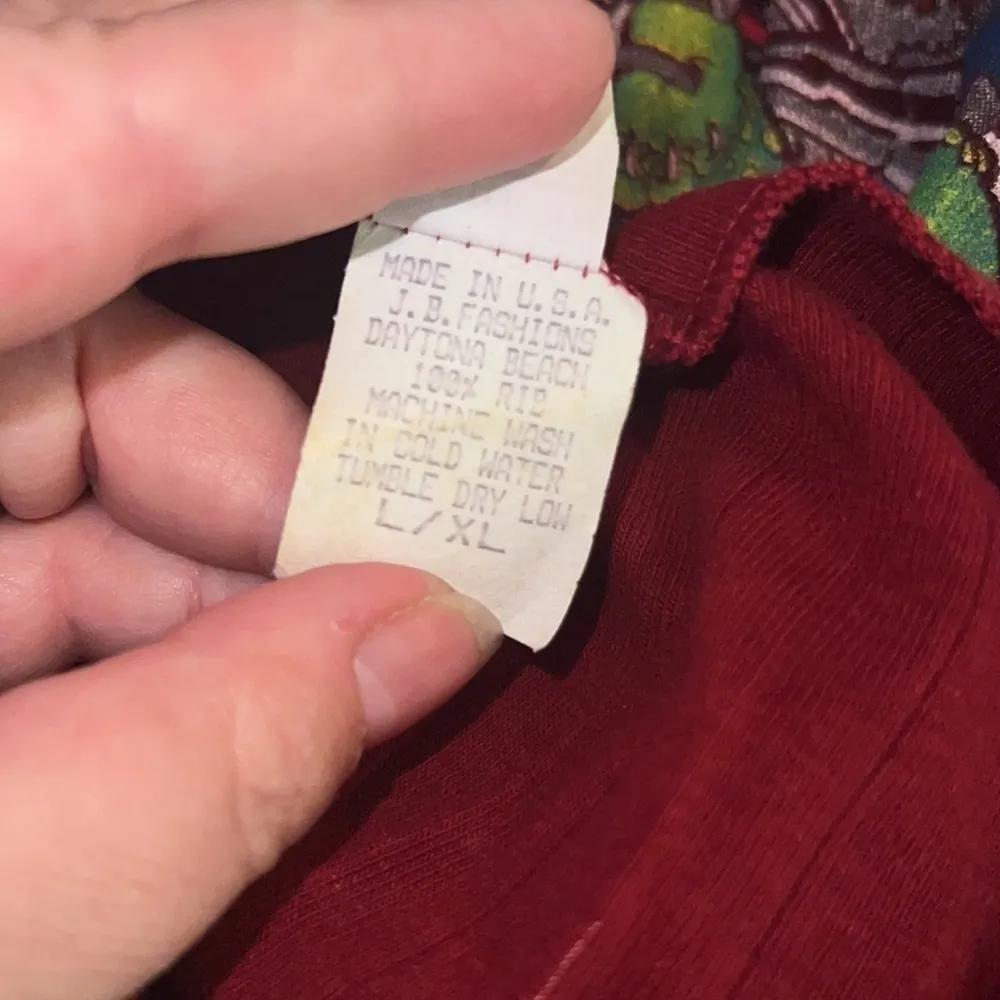 MADE IN U.S.A.
J.B.FASHIONS
DAYTONA BEACH
100% RIB
MACHINE WASH
IN COLD WATER
TUMBLE DRY LOW
L/XL